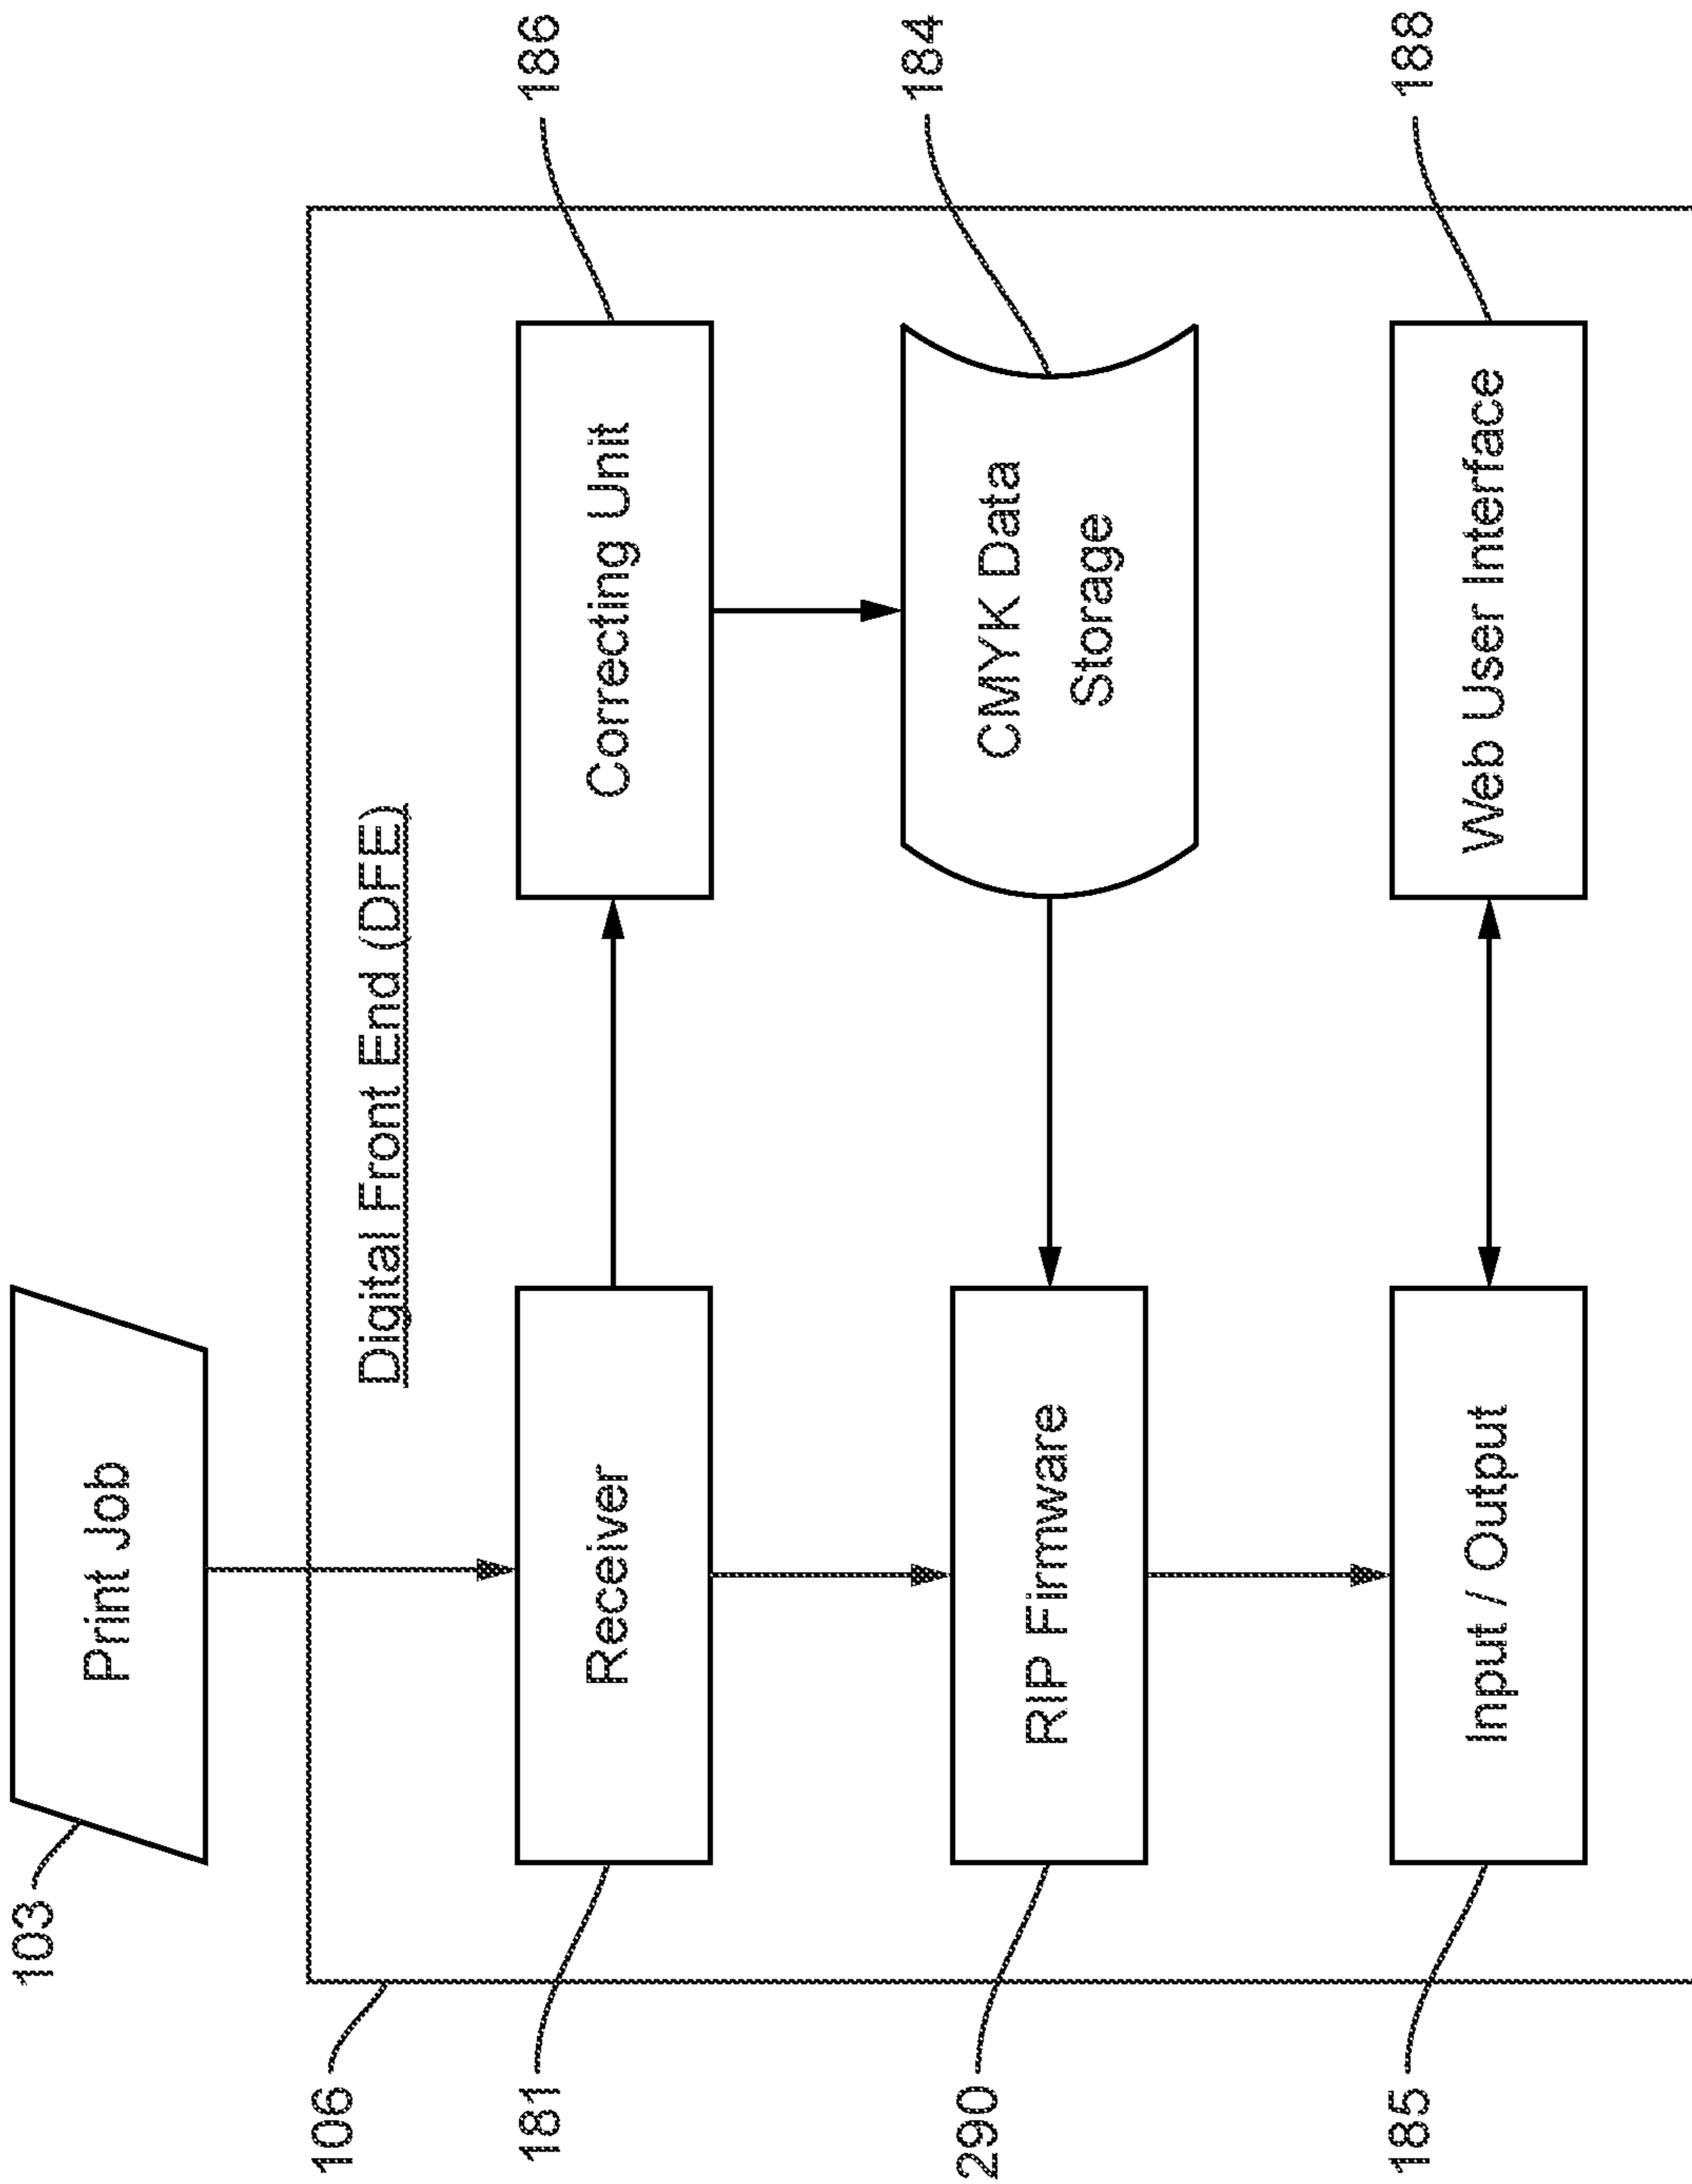 103
Print Job
106
Digital Front End (DFE)
181
Receiver
Correcting Unit
186
290
RIP Firmware
CMYK Data
Storage
184
185
Input / Output
Web User Interface
188